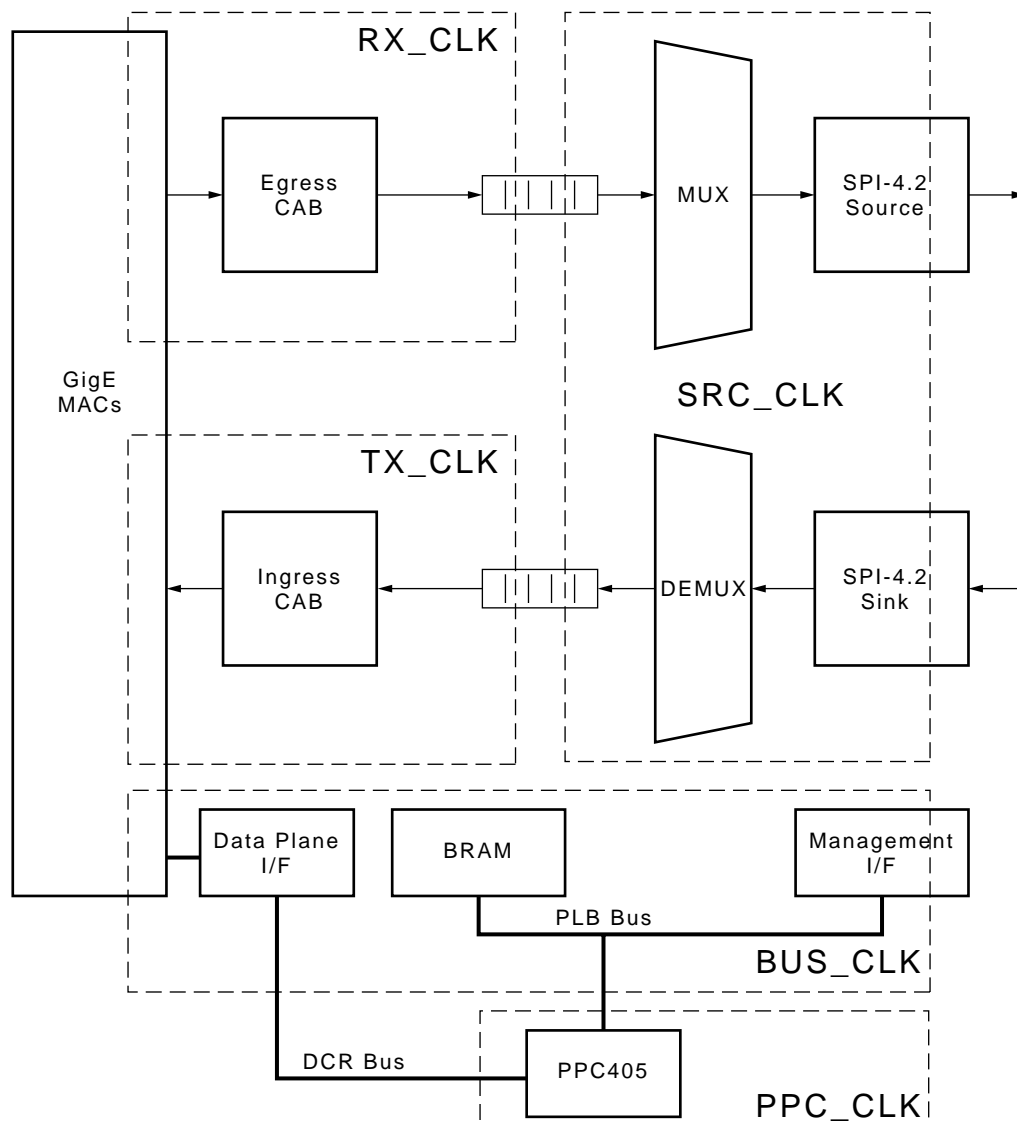 RX_CLK
Egress
CAB
MUX
SPI-4.2
Source
GigE
MACs
SRC_CLK
TX_CLK
Ingress
CAB
DEMUX
SPI-4.2
Sink
Data Plane
I/F
BRAM
Management
I/F
PLB Bus
BUS_CLK
DCR Bus
PPC405
PPC_CLK